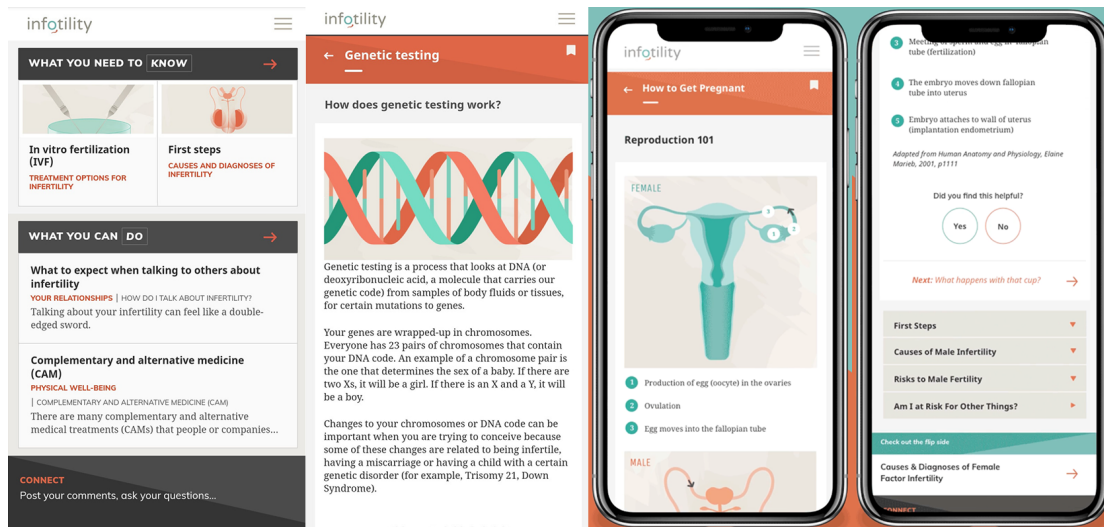 infotility
WHAT YOU NEED TO KNOW
In vitro fertilization
(IVF)
TREATMENT OPTIONS FOR
INFERTILITY
First steps
CAUSES AND DIAGNOSES OF
INFERTILITY
WHAT YOU CAN DO
What to expect when talking to others about
infertility
YOUR RELATIONSHIPS | HOW DO I TALK ABOUT INFERTILITY?
Talking about your infertility can feel like a double-
edged sword.
Complementary and alternative medicine
(CAM)
PHYSICAL WELL-BEING
| COMPLEMENTARY AND ALTERNATIVE MEDICINE (CAM)
There are many complementary and alternative
medical treatments (CAMs) that people or companies...
CONNECT
Post your comments, ask your questions...
infotility
Genetic testing
How does genetic testing work?
Genetic testing is a process that looks at DNA (or
deoxyribonucleic acid, a molecule that carries our
genetic code) from samples of body fluids or tissues,
for certain mutations to genes.
Your genes are wrapped-up in chromosomes.
Everyone has 23 pairs of chromosomes that contain
your DNA code. An example of a chromosome pair is
the one that determines the sex of a baby. If there are
two Xs, it will be a girl. If there is an X and a Y, it will
be a boy.
Changes to your chromosomes or DNA code can be
important when you are trying to conceive because
some of these changes are related to being infertile,
having a miscarriage or having a child with a certain
genetic disorder (for example, Trisomy 21, Down
Syndrome).
infotility
How to Get Pregnant
Reproduction 101
FEMALE
3
2
1
1 Production of egg (oocyte) in the ovaries
2 Ovulation
3 Egg moves into the fallopian tube
MALE
3 Meeting of sperm and egg in fallopian
tube (fertilization)
4 The embryo moves down fallopian
tube into uterus
5 Embryo attaches to wall of uterus
(implantation endometrium)
Adapted from Human Anatomy and Physiology, Elaine
Marieb, 2001, p1111
Did you find this helpful?
Yes No
Next: What happens with that cup?
First Steps
Causes of Male Infertility
Risks to Male Fertility
Am I at Risk For Other Things?
Check out the flip side
Causes & Diagnoses of Female
Factor Infertility
CONNECT